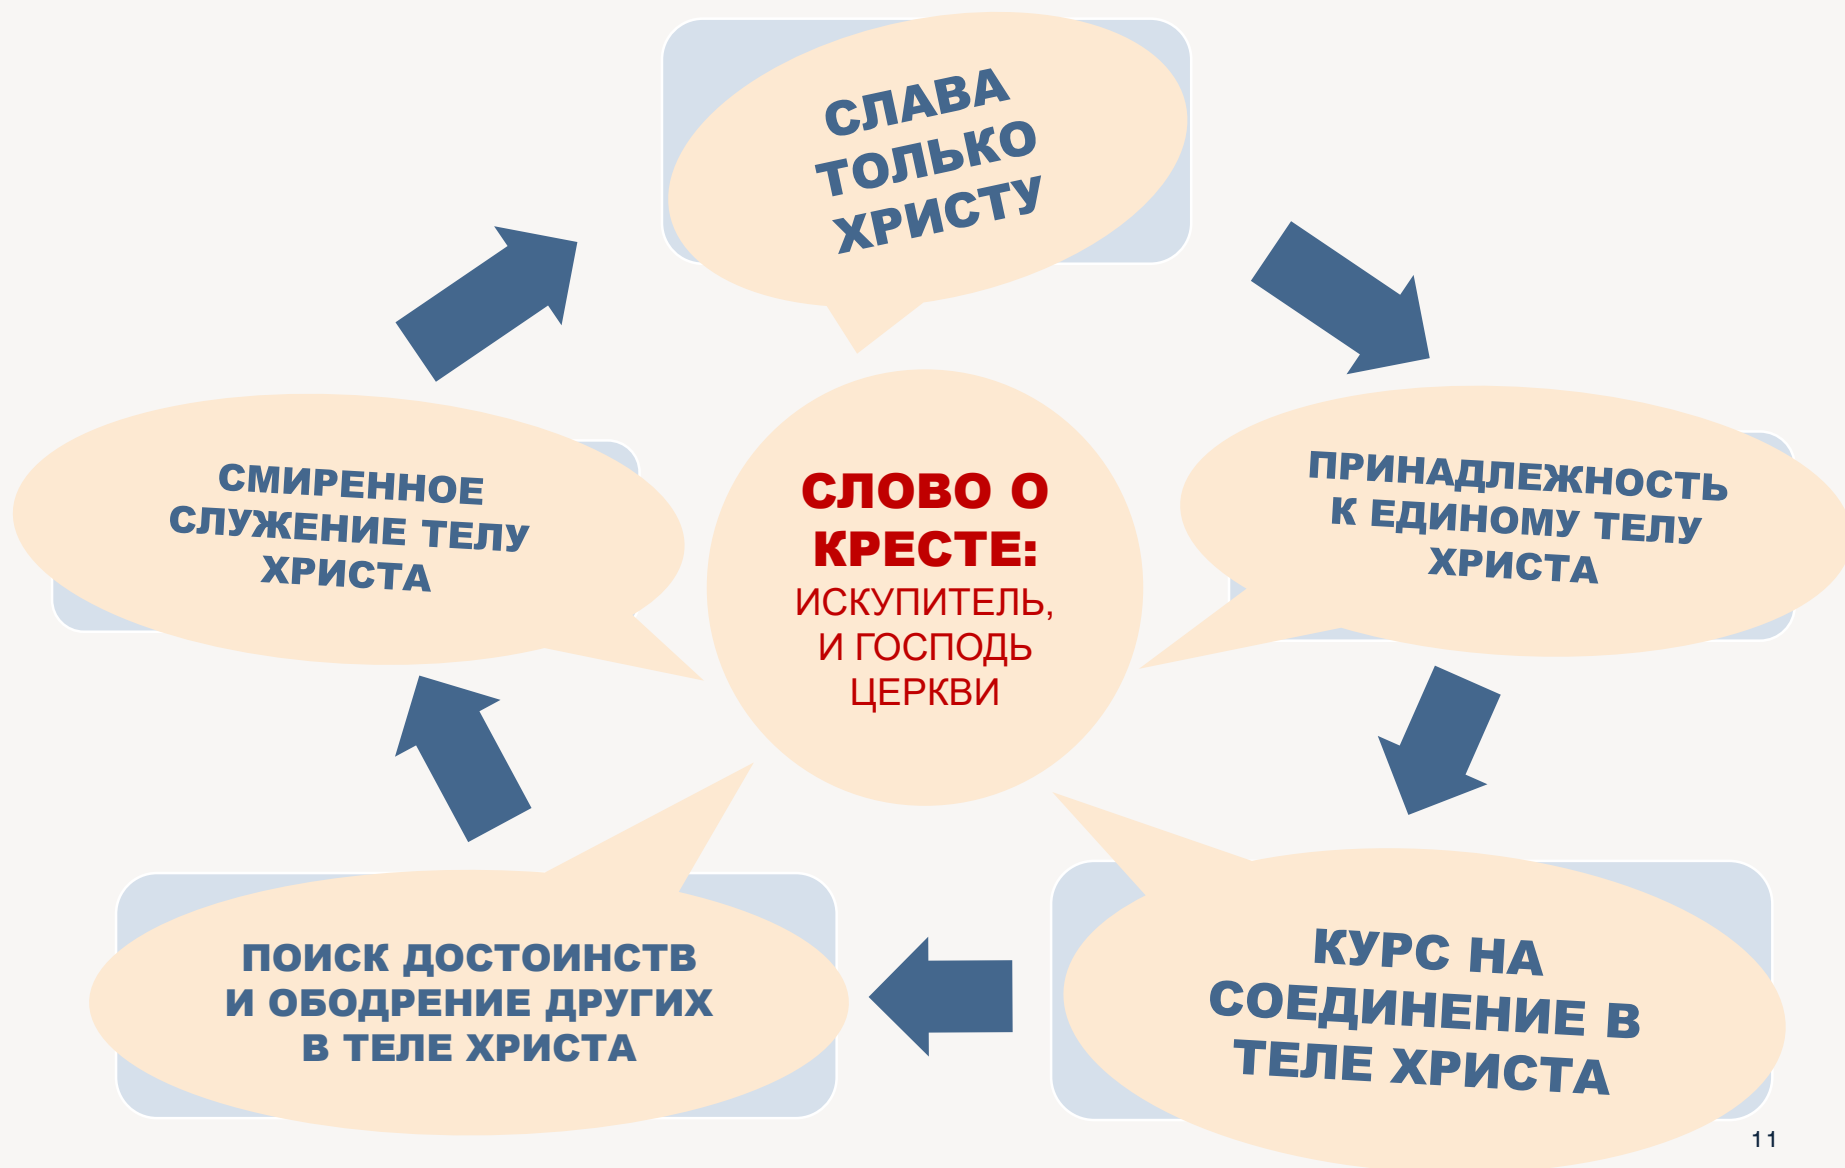 СЛАВА
ТОЛЬКО
ХРИСТУ
ПРИНАДЛЕЖНОСТЬ
К ЕДИНОМУ ТЕЛУ
ХРИСТА
КУРС НА
СОЕДИНЕНИЕ В
ТЕЛЕ ХРИСТА
ПОИСК ДОСТОИНСТВ
И ОБОДРЕНИЕ ДРУГИХ
В ТЕЛЕ ХРИСТА
СМИРЕННОЕ
СЛУЖЕНИЕ ТЕЛУ
ХРИСТА
СЛОВО О
КРЕСТЕ:
ИСКУПИТЕЛЬ,
И ГОСПОДЬ
ЦЕРКВИ
11